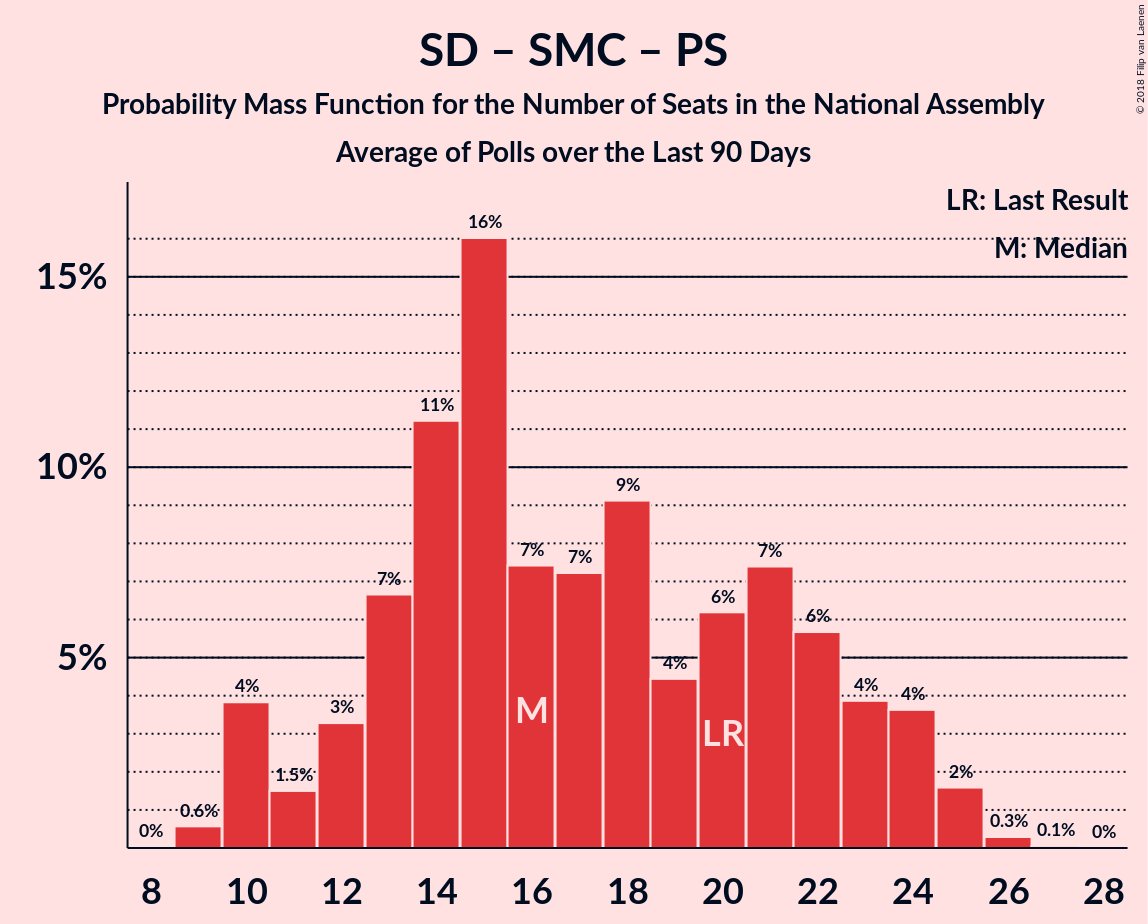 SD – SMC – PS
Probability Mass Function for the Number of Seats in the National Assembly
Average of Polls over the Last 90 Days
© 2018 Filip van Laenen
LR: Last Result
M: Median
15%
10%
5%
0%
0.6%
4%
1.5%
3%
7%
11%
16%
7%
7%
9%
4%
6%
7%
6%
4%
4%
2%
0.3%
0.1%
0%
M
LR
8 10 12 14 16 18 20 22 24 26 28